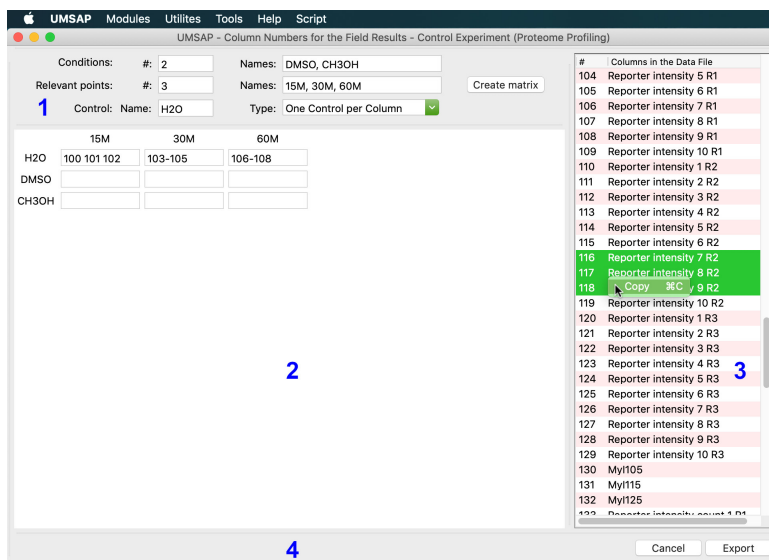 UMSAP Modules Utilites Tools Help Script
UMSAP - Column Numbers for the Field Results - Control Experiment (Proteome Profiling)
Conditions: #: 2 Names: DMSO, CH3OH
Relevant points: #: 3 Names: 15M, 30M, 60M Create matrix
1 Control: Name: H2O Type: One Control per Column
15M 30M 60M
H2O 100 101 102 103-105 106-108
DMSO
CH3OH
2
# Columns in the Data File
104 Reporter intensity 5 R1
105 Reporter intensity 6 R1
106 Reporter intensity 7 R1
107 Reporter intensity 8 R1
108 Reporter intensity 9 R1
109 Reporter intensity 10 R1
110 Reporter intensity 1 R2
111 Reporter intensity 2 R2
112 Reporter intensity 3 R2
113 Reporter intensity 4 R2
114 Reporter intensity 5 R2
115 Reporter intensity 6 R2
116 Reporter intensity 7 R2
117 Reporter intensity 8 R2
118 Copy ⌘C y 9 R2
119 Reporter intensity 10 R2
120 Reporter intensity 1 R3
121 Reporter intensity 2 R3
122 Reporter intensity 3 R3
123 Reporter intensity 4 R3
3
124 Reporter intensity 5 R3
125 Reporter intensity 6 R3
126 Reporter intensity 7 R3
127 Reporter intensity 8 R3
128 Reporter intensity 9 R3
129 Reporter intensity 10 R3
130 Myl105
131 Myl115
132 Myl125
133 Reporter intensity count 1 R1
4
Cancel Export